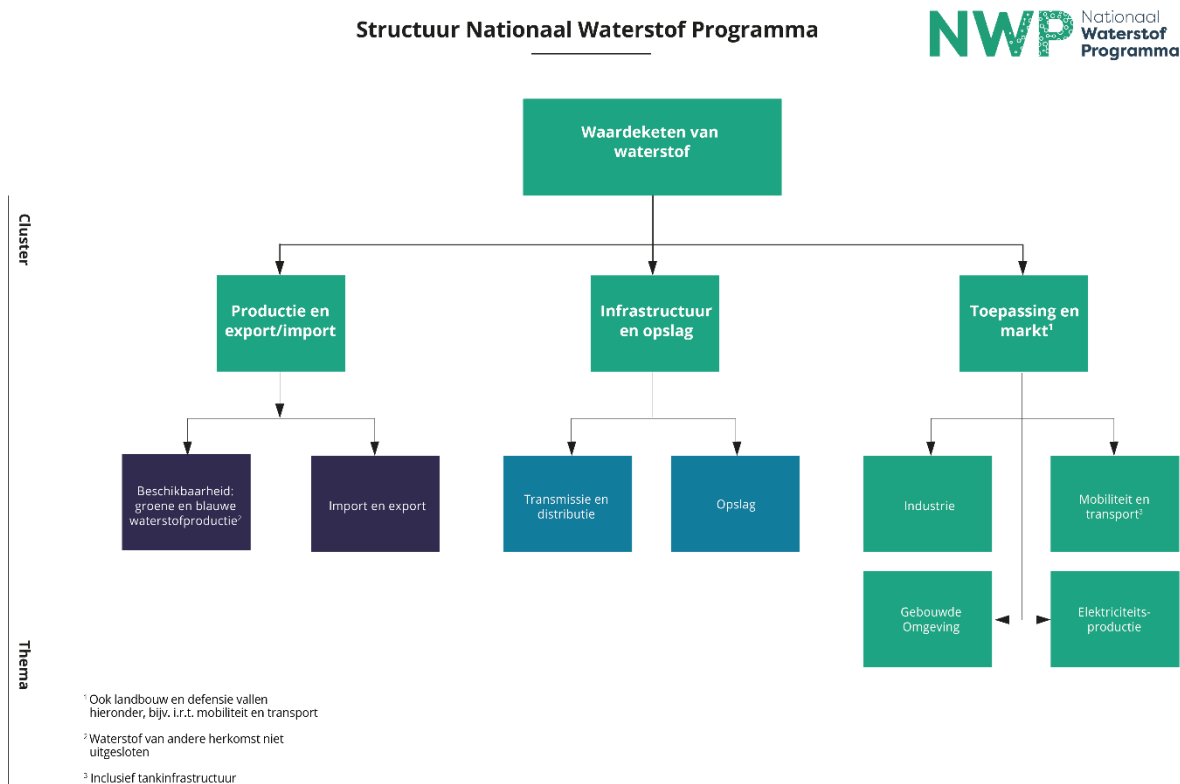 Structuur Nationaal Waterstof Programma
NWP
Nationaal
Waterstof
Programma
Waardeketen van
waterstof
Cluster
Productie en
export/import
Infrastructuur
en opslag
Toepassing en
markt¹
Beschikbaarheid:
groene en blauwe
waterstofproductie²
Import en export
Transmissie en
distributie
Opslag
Industrie
Mobiliteit en
transport³
Gebouwde
Omgeving
Elektriciteits-
productie
Thema
¹ Ook landbouw en defensie vallen
hieronder, bijv. i.r.t. mobiliteit en transport
² Waterstof van andere herkomst niet
uitgesloten
³ Inclusief tankinfrastructuur